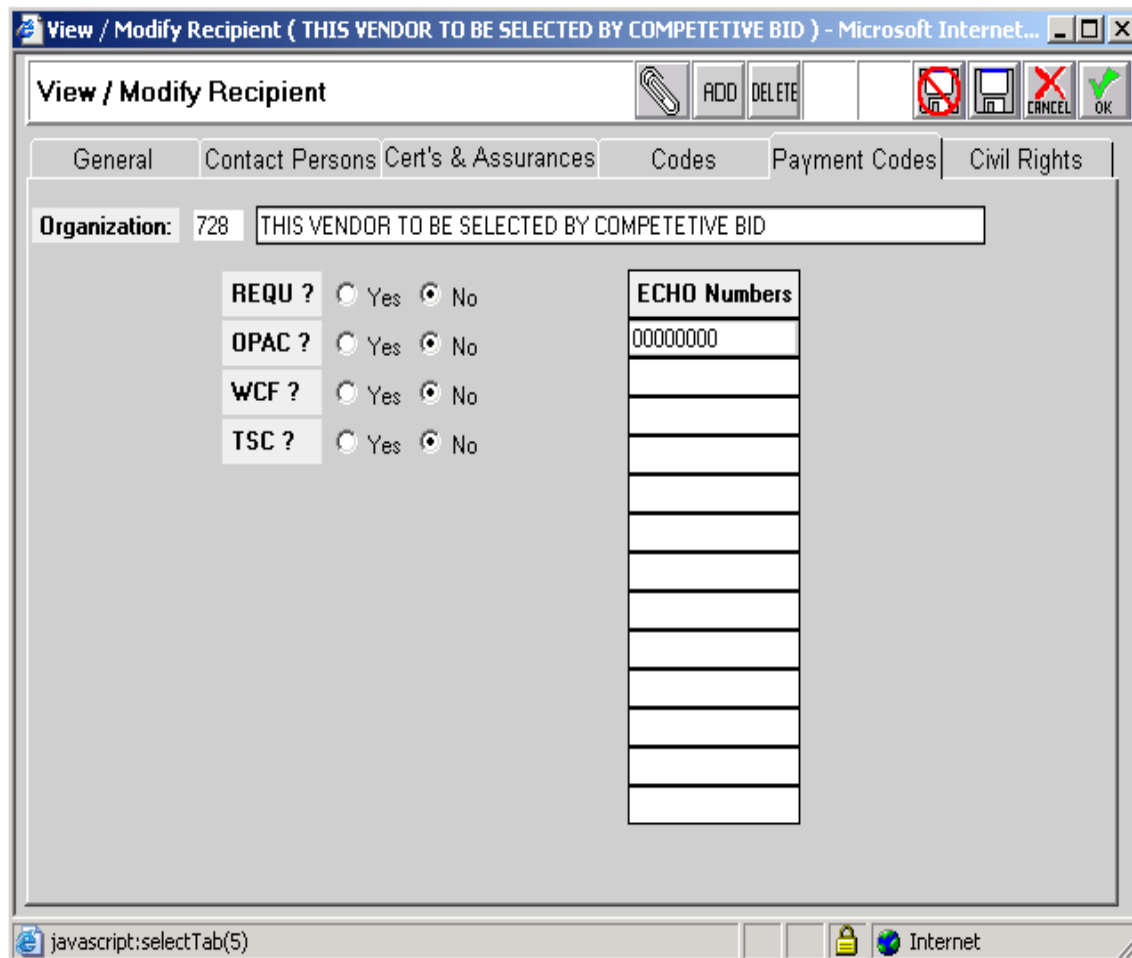 View / Modify Recipient ( THIS VENDOR TO BE SELECTED BY COMPETETIVE BID ) - Microsoft Internet...
View / Modify Recipient ADD DELETE CANCEL OK
General Contact Persons Cert's & Assurances Codes Payment Codes Civil Rights
Organization: 728 THIS VENDOR TO BE SELECTED BY COMPETETIVE BID
REQU ? Yes No
OPAC ? Yes No
WCF ? Yes No
TSC ? Yes No
ECHO Numbers
00000000
javascript:selectTab(5) Internet